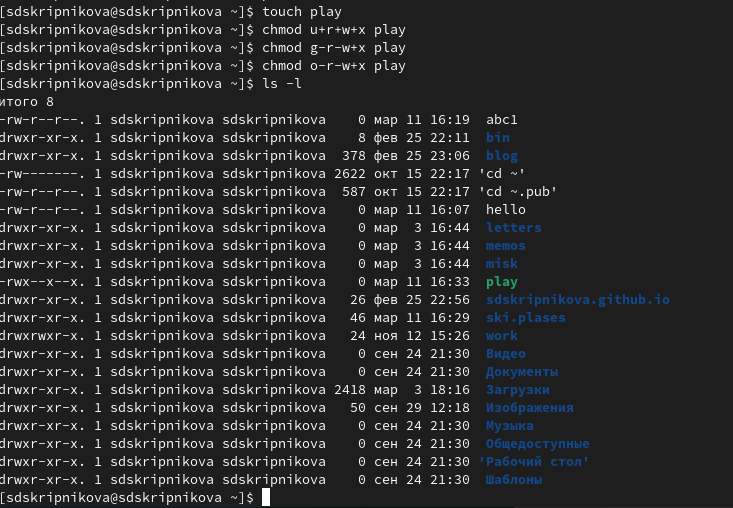 [sdskripnikova@sdskripnikova ~]$ touch play
[sdskripnikova@sdskripnikova ~]$ chmod u+r+w+x play
[sdskripnikova@sdskripnikova ~]$ chmod g-r-w+x play
[sdskripnikova@sdskripnikova ~]$ chmod o-r-w+x play
[sdskripnikova@sdskripnikova ~]$ ls -l
итого 8
-rw-r--r--. 1 sdskripnikova sdskripnikova    0 мар 11 16:19  abc1
drwxr-xr-x. 1 sdskripnikova sdskripnikova    8 фев 25 22:11  bin
drwxr-xr-x. 1 sdskripnikova sdskripnikova  378 фев 25 23:06  blog
-rw-------. 1 sdskripnikova sdskripnikova 2622 окт 15 22:17 'cd ~'
-rw-r--r--. 1 sdskripnikova sdskripnikova  587 окт 15 22:17 'cd ~.pub'
-rw-r--r--. 1 sdskripnikova sdskripnikova    0 мар 11 16:07  hello
drwxr-xr-x. 1 sdskripnikova sdskripnikova    0 мар  3 16:44  letters
drwxr-xr-x. 1 sdskripnikova sdskripnikova    0 мар  3 16:44  memos
drwxr-xr-x. 1 sdskripnikova sdskripnikova    0 мар  3 16:44  misk
-rwx--x--x. 1 sdskripnikova sdskripnikova    0 мар 11 16:33  play
drwxr-xr-x. 1 sdskripnikova sdskripnikova   26 фев 25 22:56  sdskripnikova.github.io
drwxr-xr-x. 1 sdskripnikova sdskripnikova   46 мар 11 16:29  ski.plases
drwxrwxr-x. 1 sdskripnikova sdskripnikova   24 ноя 12 15:26  work
drwxr-xr-x. 1 sdskripnikova sdskripnikova    0 сен 24 21:30  Видео
drwxr-xr-x. 1 sdskripnikova sdskripnikova    0 сен 24 21:30  Документы
drwxr-xr-x. 1 sdskripnikova sdskripnikova 2418 мар  3 18:16  Загрузки
drwxr-xr-x. 1 sdskripnikova sdskripnikova   50 сен 29 12:18  Изображения
drwxr-xr-x. 1 sdskripnikova sdskripnikova    0 сен 24 21:30  Музыка
drwxr-xr-x. 1 sdskripnikova sdskripnikova    0 сен 24 21:30  Общедоступные
drwxr-xr-x. 1 sdskripnikova sdskripnikova    0 сен 24 21:30 'Рабочий стол'
drwxr-xr-x. 1 sdskripnikova sdskripnikova    0 сен 24 21:30  Шаблоны
[sdskripnikova@sdskripnikova ~]$